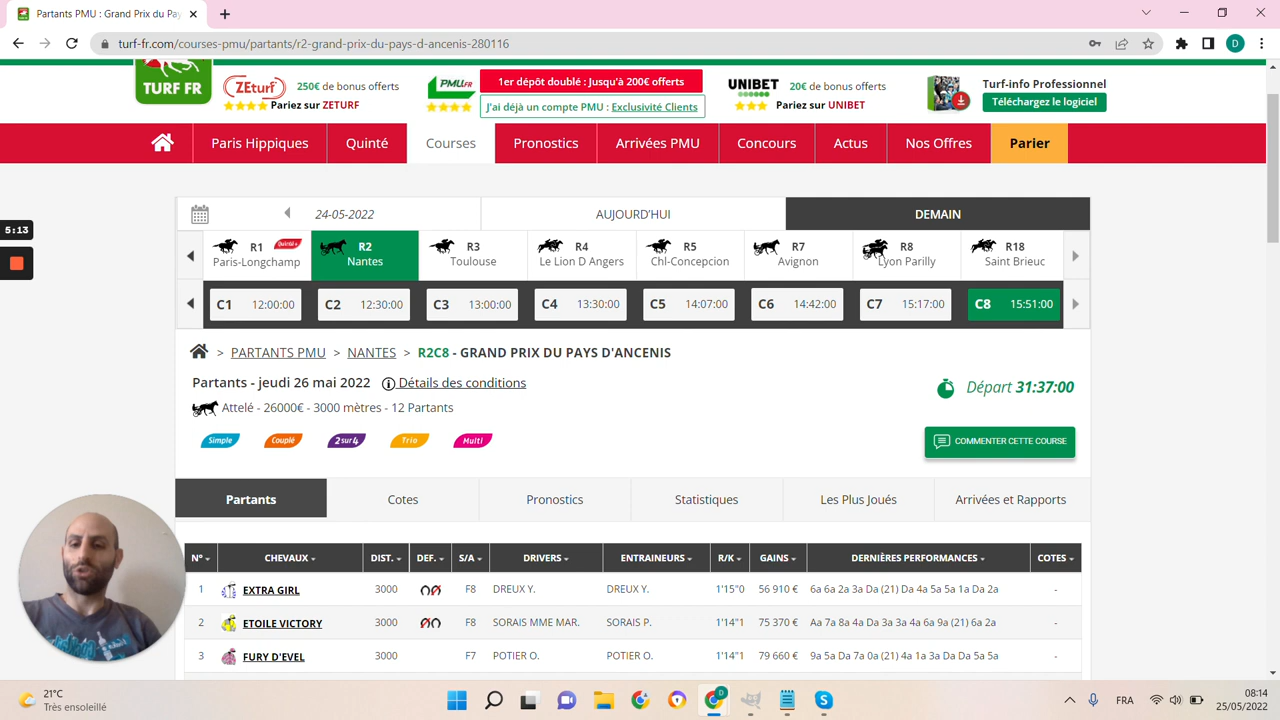 Partants PMU : Grand Prix du Pay
turf-fr.com/courses-pmu/partants/r2-grand-prix-du-pays-d-ancenis-290116
D
TURF FR
ZEturf 250€ de bonus offerts
Pariez sur ZETURF
PMU.FR 1er dépôt doublé : Jusqu'à 200€ offerts
J'ai déjà un compte PMU : Exclusivité Clients
UNIBET 20€ de bonus offerts
Pariez sur UNIBET
Turf-info Professionel
Téléchargez le logiciel
Paris Hippiques Quinté Courses Pronostics Arrivées PMU Concours Actus Nos Offres Parier
24-05-2022 AUJOURD'HUI DEMAIN
5:13
R1 Quinté+ R2 R3 R4 R5 R7 R8 R18
Paris-Longchamp Nantes Toulouse Le Lion D Angers Chl-Concepcion Avignon Lyon Parilly Saint Brieuc
C1 12:00:00 C2 12:30:00 C3 13:00:00 C4 13:30:00 C5 14:07:00 C6 14:42:00 C7 15:17:00 C8 15:51:00
> PARTANTS PMU > NANTES > R2C8 - GRAND PRIX DU PAYS D'ANCENIS
Partants - jeudi 26 mai 2022 Détails des conditions
Départ 31:37:00
Attelé - 26000€ - 3000 mètres - 12 Partants
Simple Couplé 2sur4 Trio Multi
COMMENTER CETTE COURSE
Partants Cotes Pronostics Statistiques Les Plus Joués Arrivées et Rapports
N° CHEVAUX DIST. DEF. S/A DRIVERS ENTRAINEURS R/K GAINS DERNIÈRES PERFORMANCES COTES
1 EXTRA GIRL 3000 F8 DREUX Y. DREUX Y. 1'15"0 56 910 € 6a 6a 2a 3a Da (21) Da 4a 5a 5a 1a Da 2a -
2 ETOILE VICTORY 3000 F8 SORAIS MME MAR. SORAIS P. 1'14"1 75 370 € Aa 7a 8a 4a Da 3a 3a 4a 6a 9a (21) 6a 2a -
3 FURY D'EVEL 3000 F7 POTIER O. POTIER O. 1'14"1 79 660 € 9a 5a Da 7a 0a (21) 4a 1a 3a Da Da 5a 5a -
21°C
Très ensoleillé
D
FRA
08:14
25/05/2022